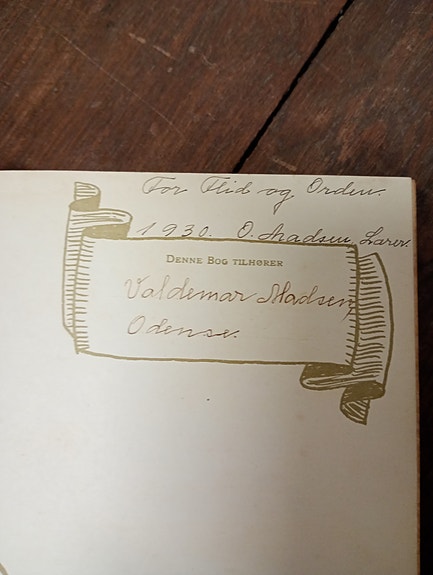 For Flid og Orden.
1930. O. Madsen, Lærer.
DENNE BOG TILHØRER
Valdemar Madsen,
Odense.